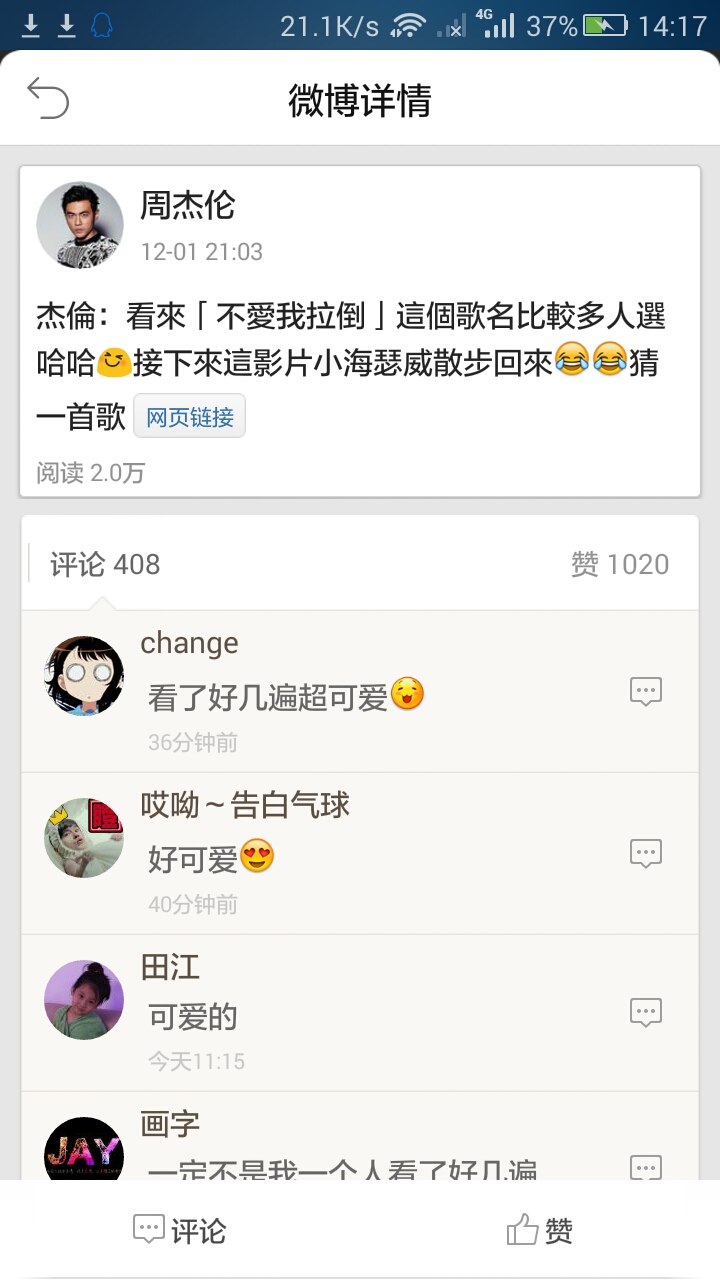 21.1K/s 4G 37% 14:17
微博详情
周杰伦
12-01 21:03
杰倫：看來「不愛我拉倒」這個歌名比較多人選
哈哈😜接下來這影片小海瑟威散步回來😂😂猜
一首歌 网页链接
阅读 2.0万
评论 408 赞 1020
change
看了好几遍超可爱😋
36分钟前
哎呦～告白气球
好可爱😍
40分钟前
田江
可爱的
今天11:15
JAY
画字
一定不是我一个人看了好几遍
评论 赞